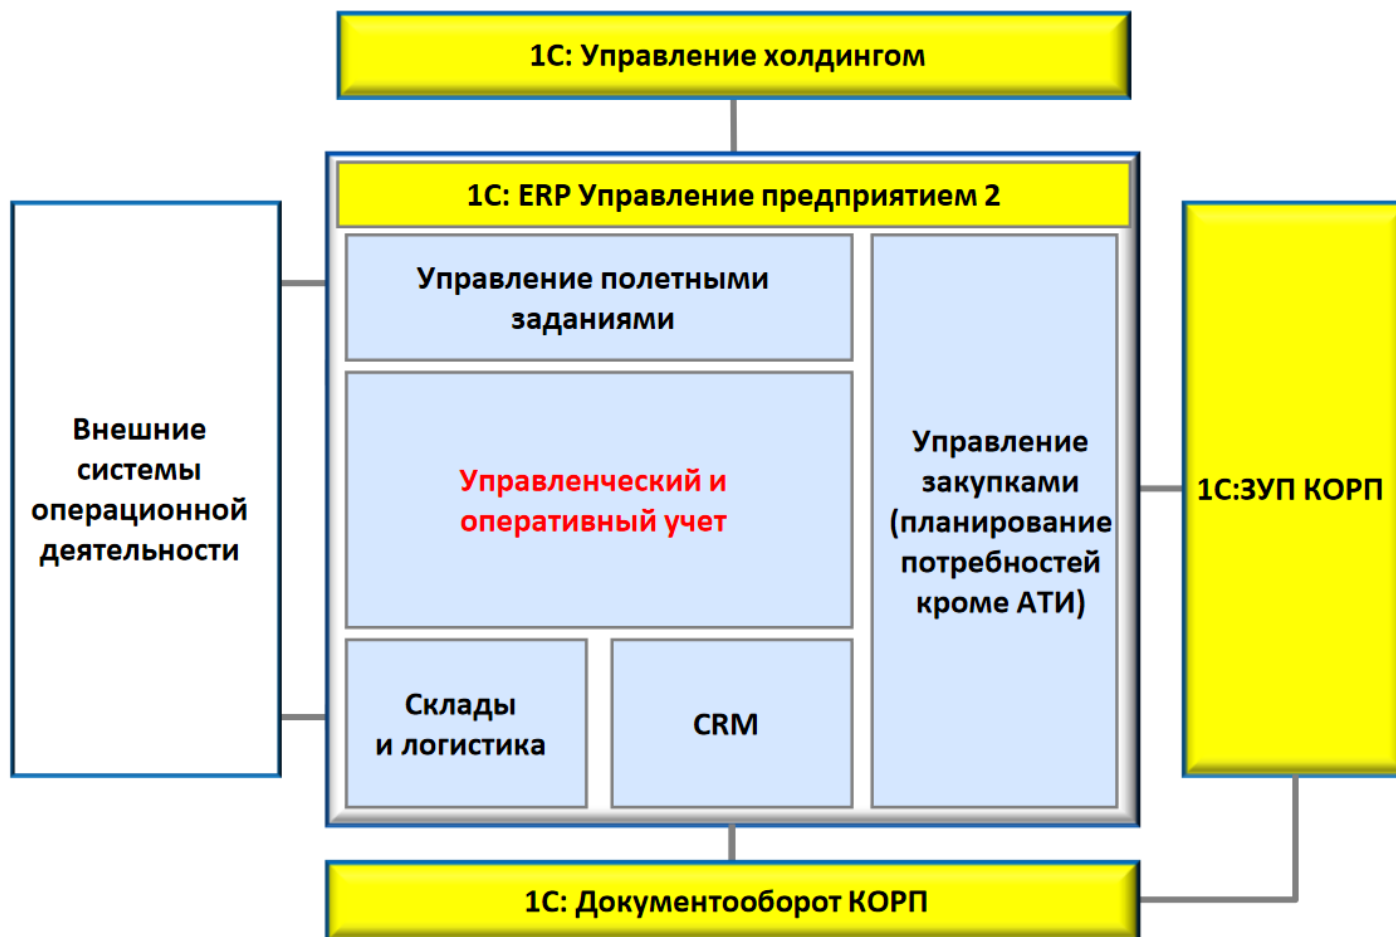 1С: Управление холдингом
1С: ERP Управление предприятием 2
Управление полетными
заданиями
Внешние
системы
операционной
деятельности
Управленческий и
оперативный учет
Управление
закупками
(планирование
потребностей
кроме АТИ)
1С:ЗУП КОРП
Склады
и логистика
CRM
1С: Документооборот КОРП